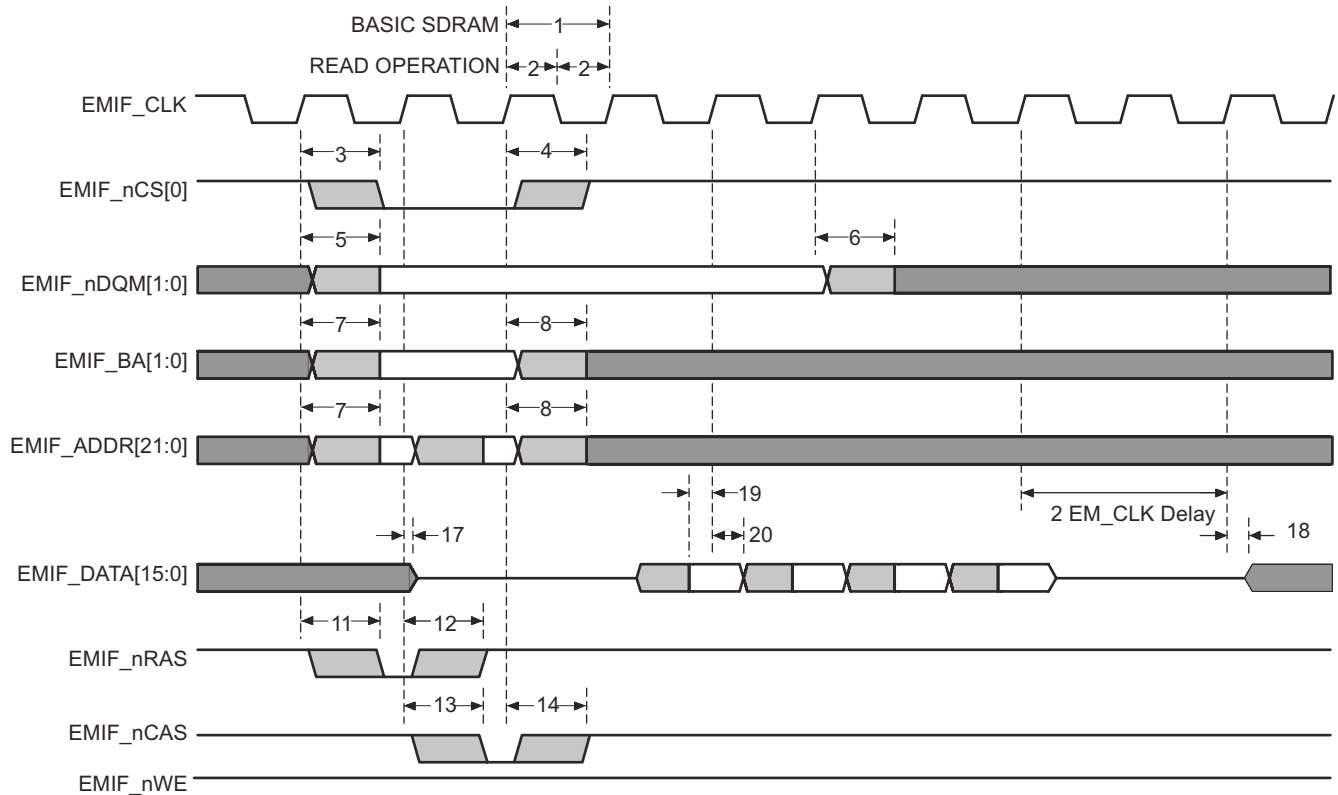 BASIC SDRAM 1
READ OPERATION 2 2
EMIF_CLK
3 4
EMIF_nCS[0]
5 6
EMIF_nDQM[1:0]
7 8
EMIF_BA[1:0]
7 8
EMIF_ADDR[21:0]
19
2 EM_CLK Delay
17 20 18
EMIF_DATA[15:0]
11 12
EMIF_nRAS
13 14
EMIF_nCAS
EMIF_nWE